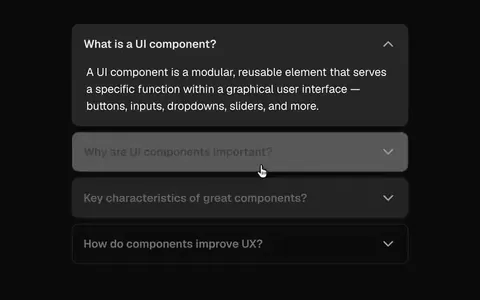 What is a UI component?
A UI component is a modular, reusable element that serves
a specific function within a graphical user interface —
buttons, inputs, dropdowns, sliders, and more.
Why are UI components important?
Key characteristics of great components?
How do components improve UX?